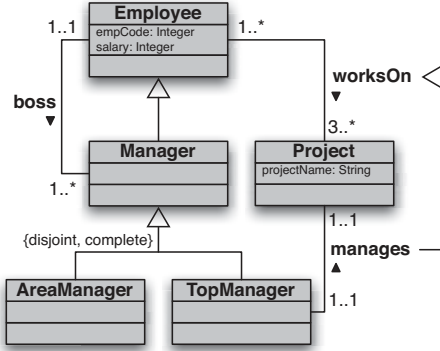 Employee
empCode: Integer
salary: Integer
1..1
1..*
boss
worksOn
3..*
Manager
Project
projectName: String
1..*
1..1
{disjoint, complete}
manages
AreaManager
TopManager
1..1